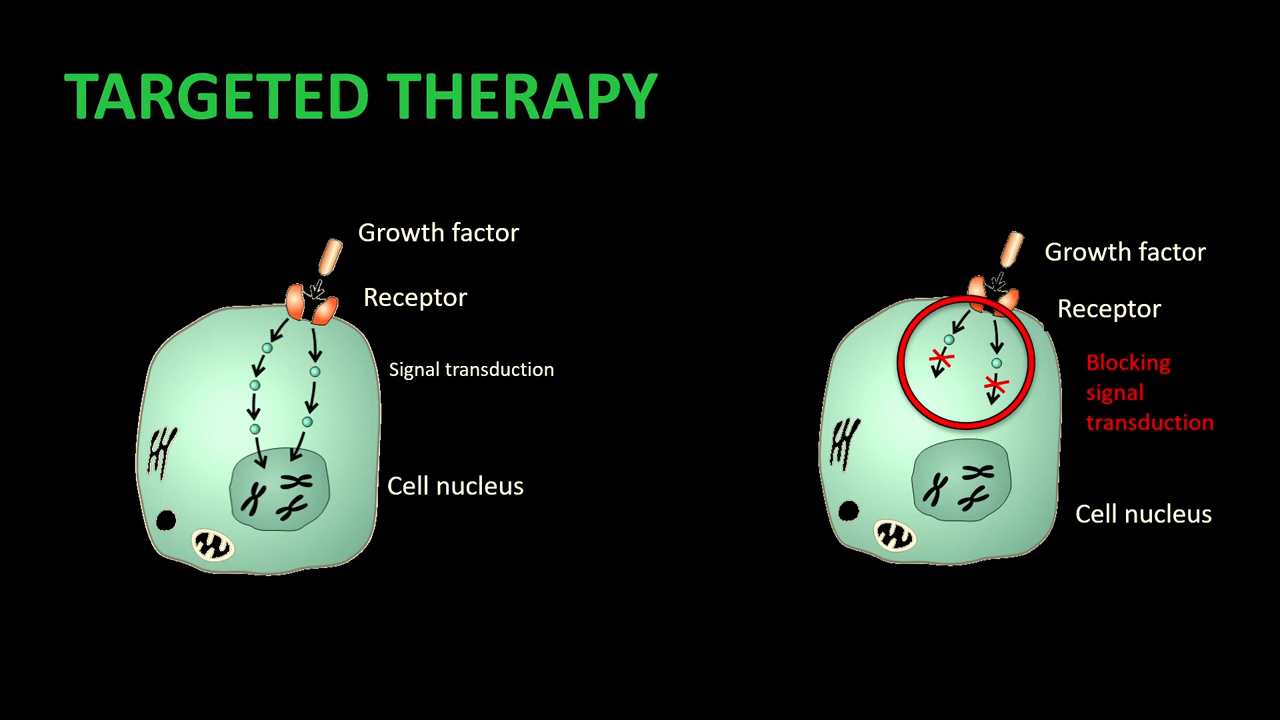 TARGETED THERAPY
Growth factor
Receptor
Signal transduction
Cell nucleus
Growth factor
Receptor
Blocking
signal
transduction
Cell nucleus